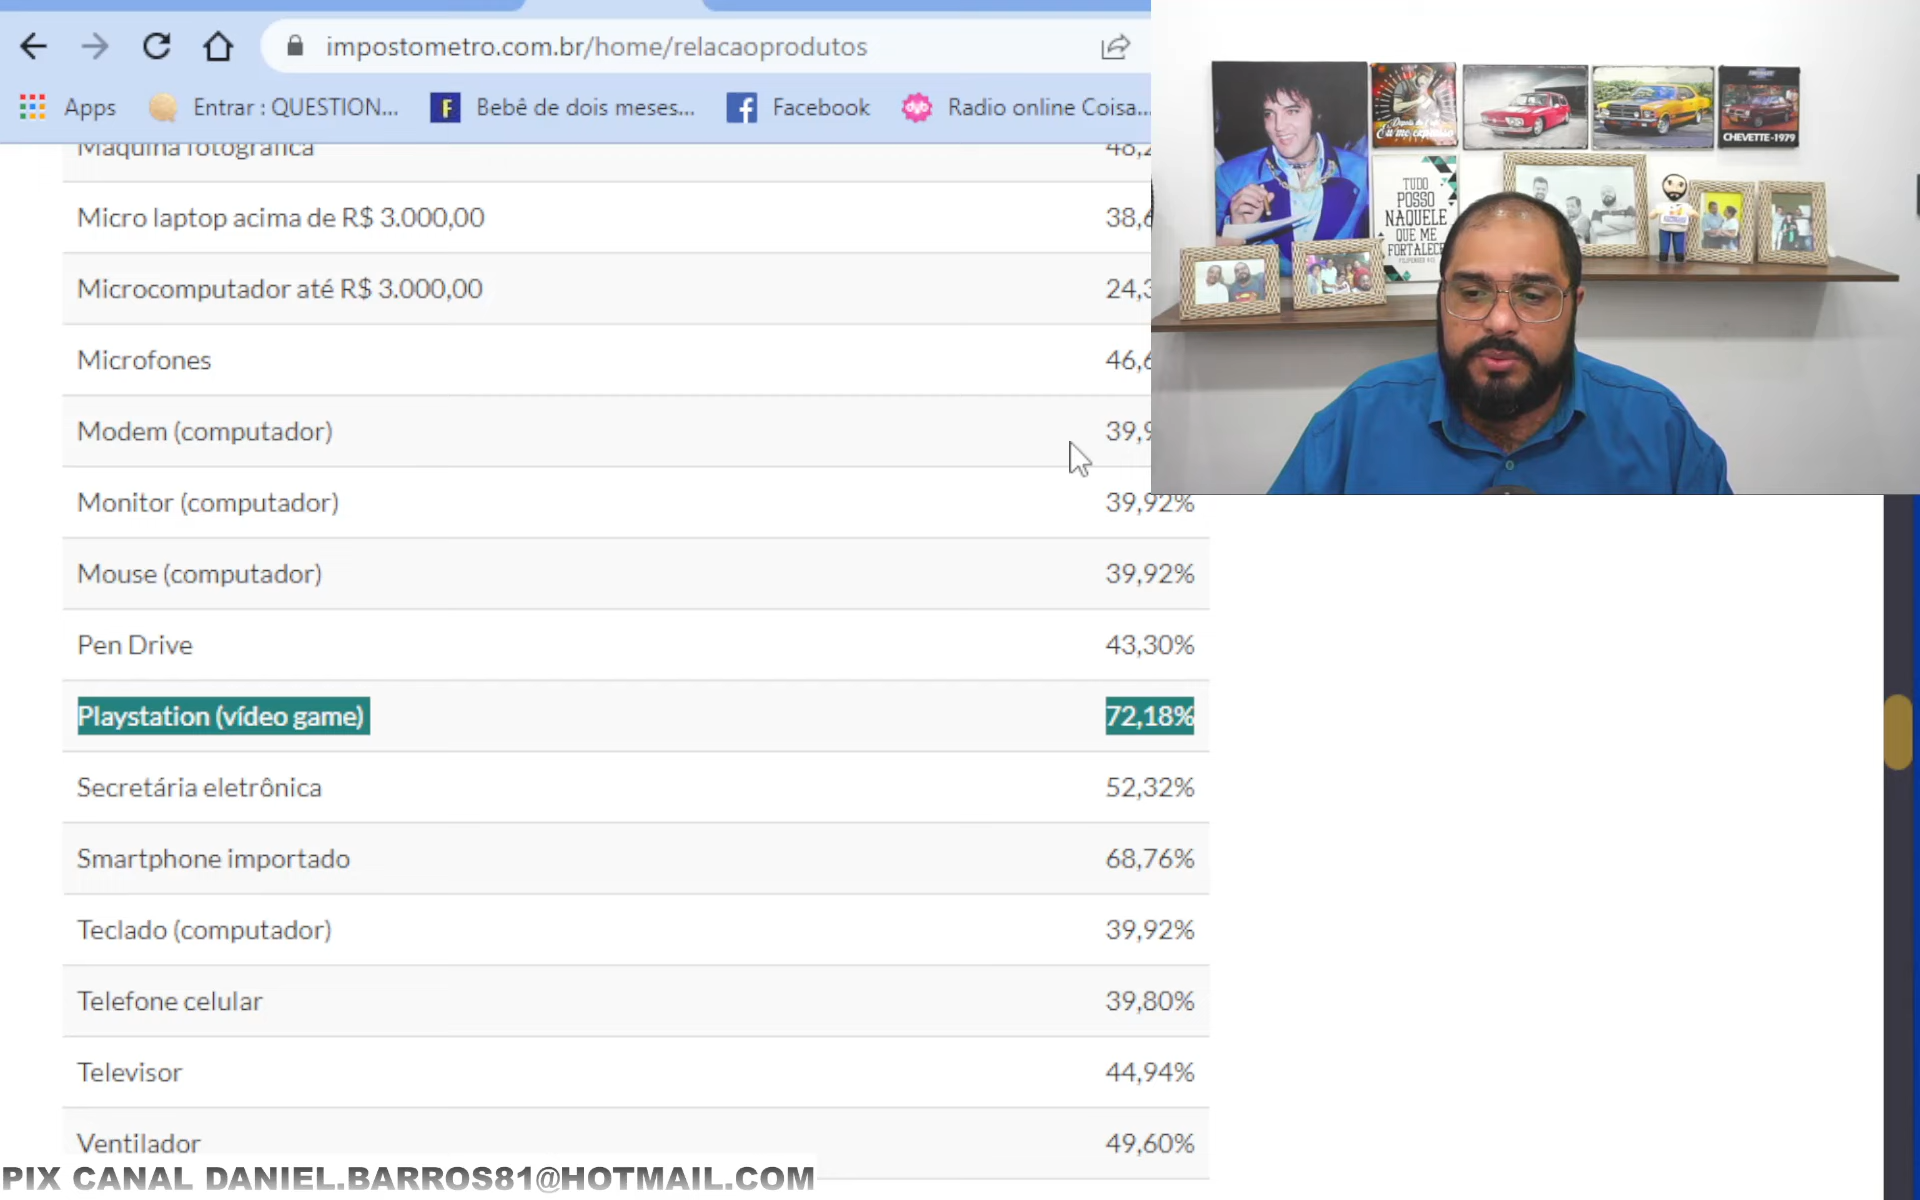 impostometro.com.br/home/relacaoprodutos
Apps
Entrar : QUESTION...
Bebê de dois meses...
Facebook
Radio online Coisa...
Máquina fotográfica
Micro laptop acima de R$ 3.000,00
Microcomputador até R$ 3.000,00
Microfones
Modem (computador)
Monitor (computador) 39,92%
Mouse (computador) 39,92%
Pen Drive 43,30%
Playstation (vídeo game) 72,18%
Secretária eletrônica 52,32%
Smartphone importado 68,76%
Teclado (computador) 39,92%
Telefone celular 39,80%
Televisor 44,94%
Ventilador 49,60%
PIX CANAL DANIEL.BARROS81@HOTMAIL.COM
CHEVETTE-1979
TUDO
POSSO
NAQUELE
QUE ME
FORTALECE